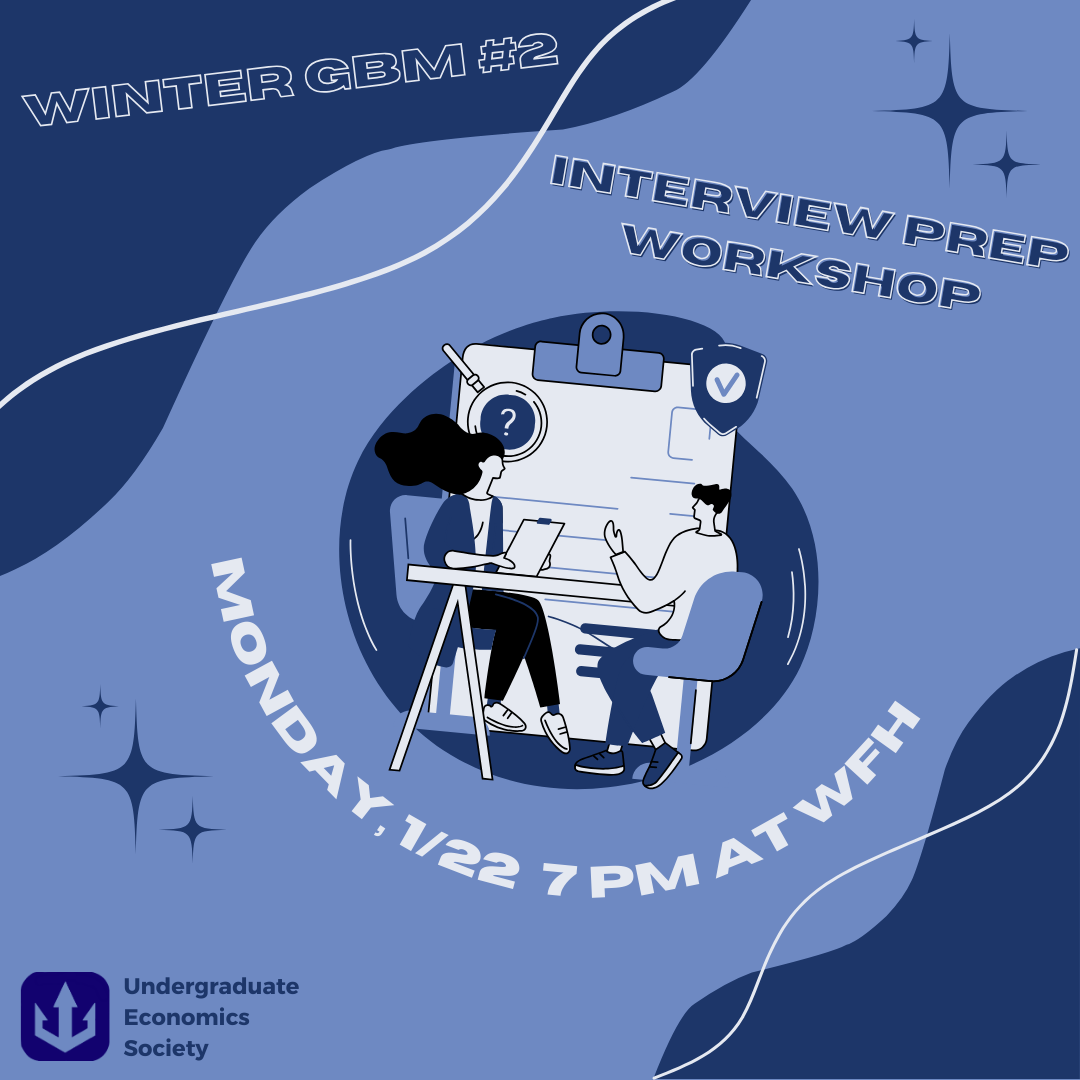 WINTER GBM #2
INTERVIEW PREP
WORKSHOP
?
MONDAY, 1/22 7 PM AT WFH
Undergraduate
Economics
Society